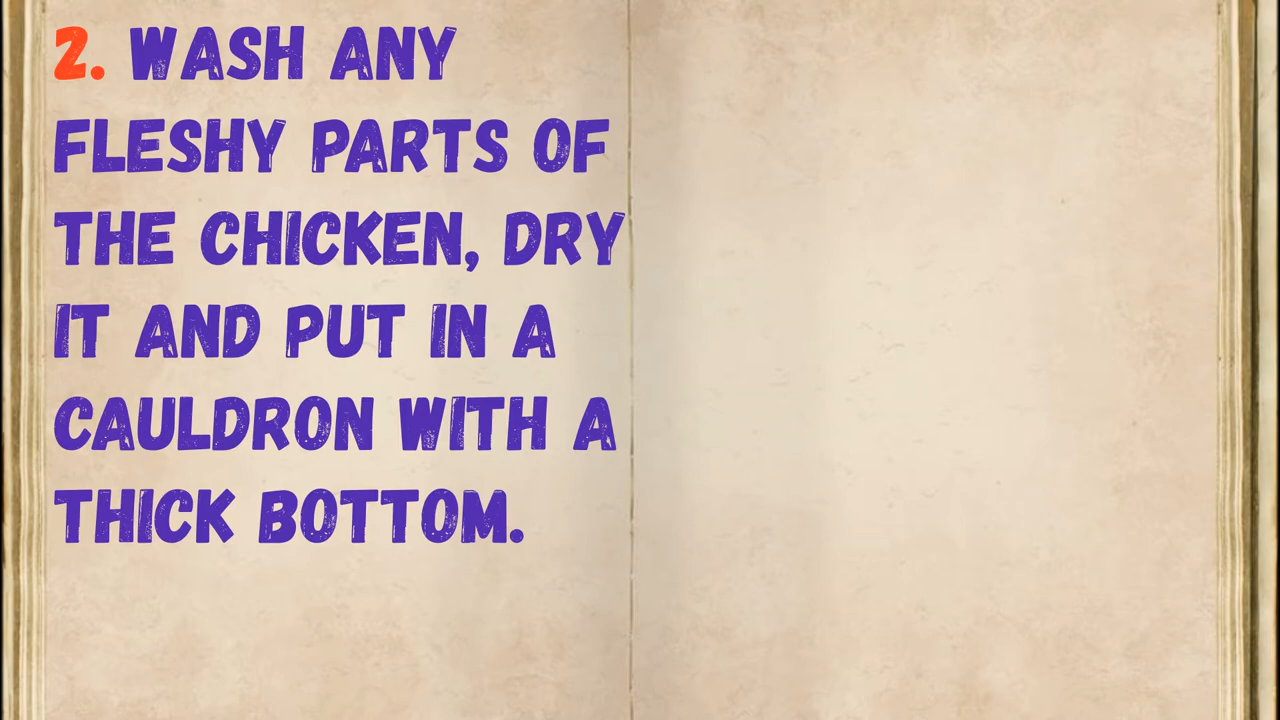 2. WASH ANY
FLESHY PARTS OF
THE CHICKEN, DRY
IT AND PUT IN A
CAULDRON WITH A
THICK BOTTOM.